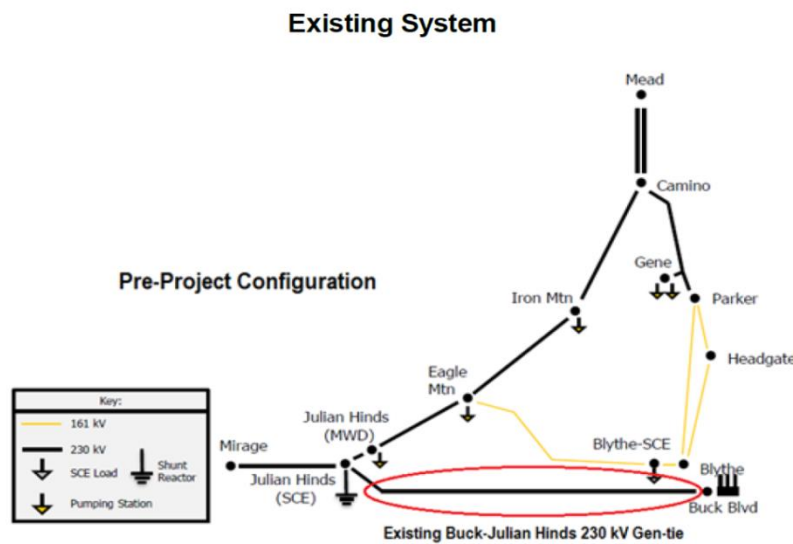 Existing System
Mead
Camino
Pre-Project Configuration
Gene
Iron Mtn
Parker
Headgate
Eagle
Mtn
Key:
161 kV
230 kV
SCE Load
Shunt
Reactor
Pumping Station
Julian Hinds
(MWD)
Mirage
Julian Hinds
(SCE)
Blythe-SCE
Blythe
Buck Blvd
Existing Buck-Julian Hinds 230 kV Gen-tie